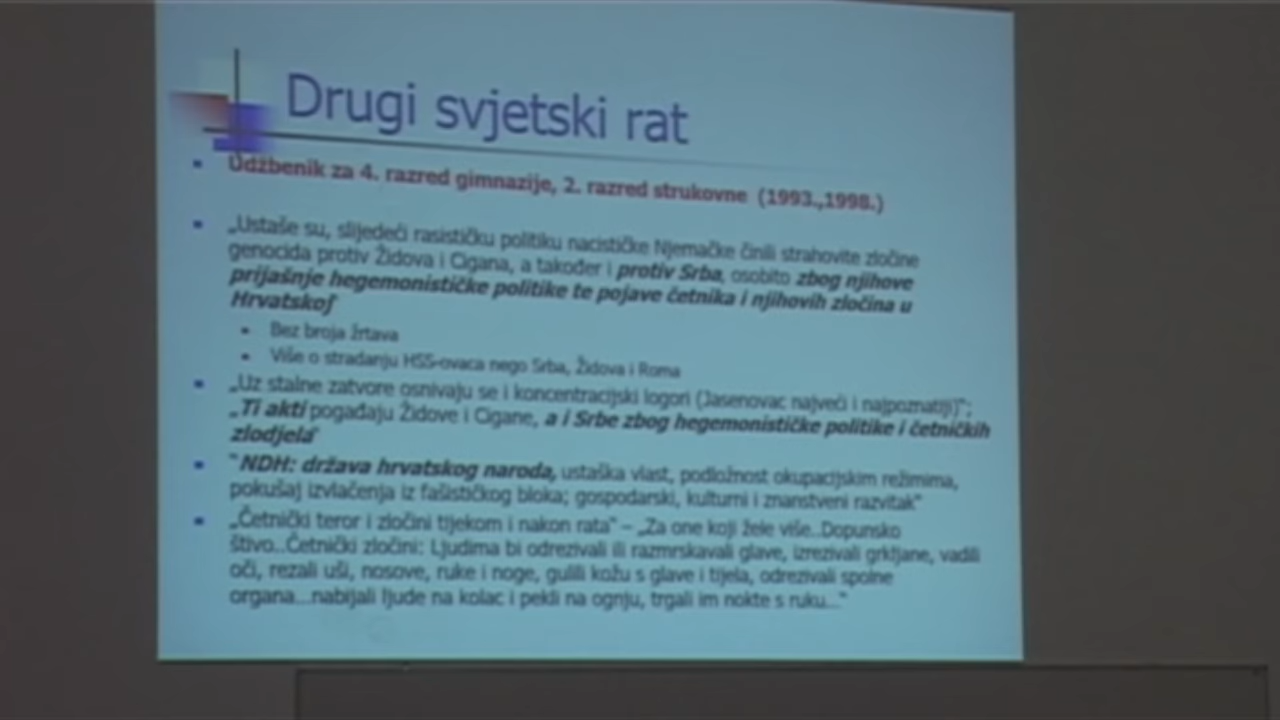 Drugi svjetski rat
Udžbenik za 4. razred gimnazije, 2. razred strukovne (1993.,1998.)
„Ustaše su, slijedeći rasističku politiku nacističke Njemačke činili strahovite zločine
genocida protiv Židova i Cigana, a također i protiv Srba, osobito zbog njihove
prijašnje hegemonističke politike te pojave četnika i njihovih zločina u
Hrvatskoj"
Bez broja žrtava
Više o stradanju HSS-ovaca nego Srba, Židova i Roma
„Uz stalne zatvore osnivaju se i koncentracijski logori (Jasenovac najveći i najpoznatiji)";
„Ti akti pogađaju Židove i Cigane, a i Srbe zbog hegemonističke politike i četničkih
zlodjela"
"NDH: država hrvatskog naroda, ustaška vlast, podložnost okupacijskim režimima,
pokušaj izvlačenja iz fašističkog bloka; gospodarski, kulturni i znanstveni razvitak"
„Četnički teror i zločini tijekom i nakon rata" – „Za one koji žele više..Dopunsko
štivo..Četnički zločini: Ljudima bi odrezivali ili razmrskavali glave, izrezivali grkljane, vadili
oči, rezali uši, nosove, ruke i noge, gulili kožu s glave i tijela, odrezivali spolne
organa...nabijali ljude na kolac i pekli na ognju, trgali im nokte s ruku..."